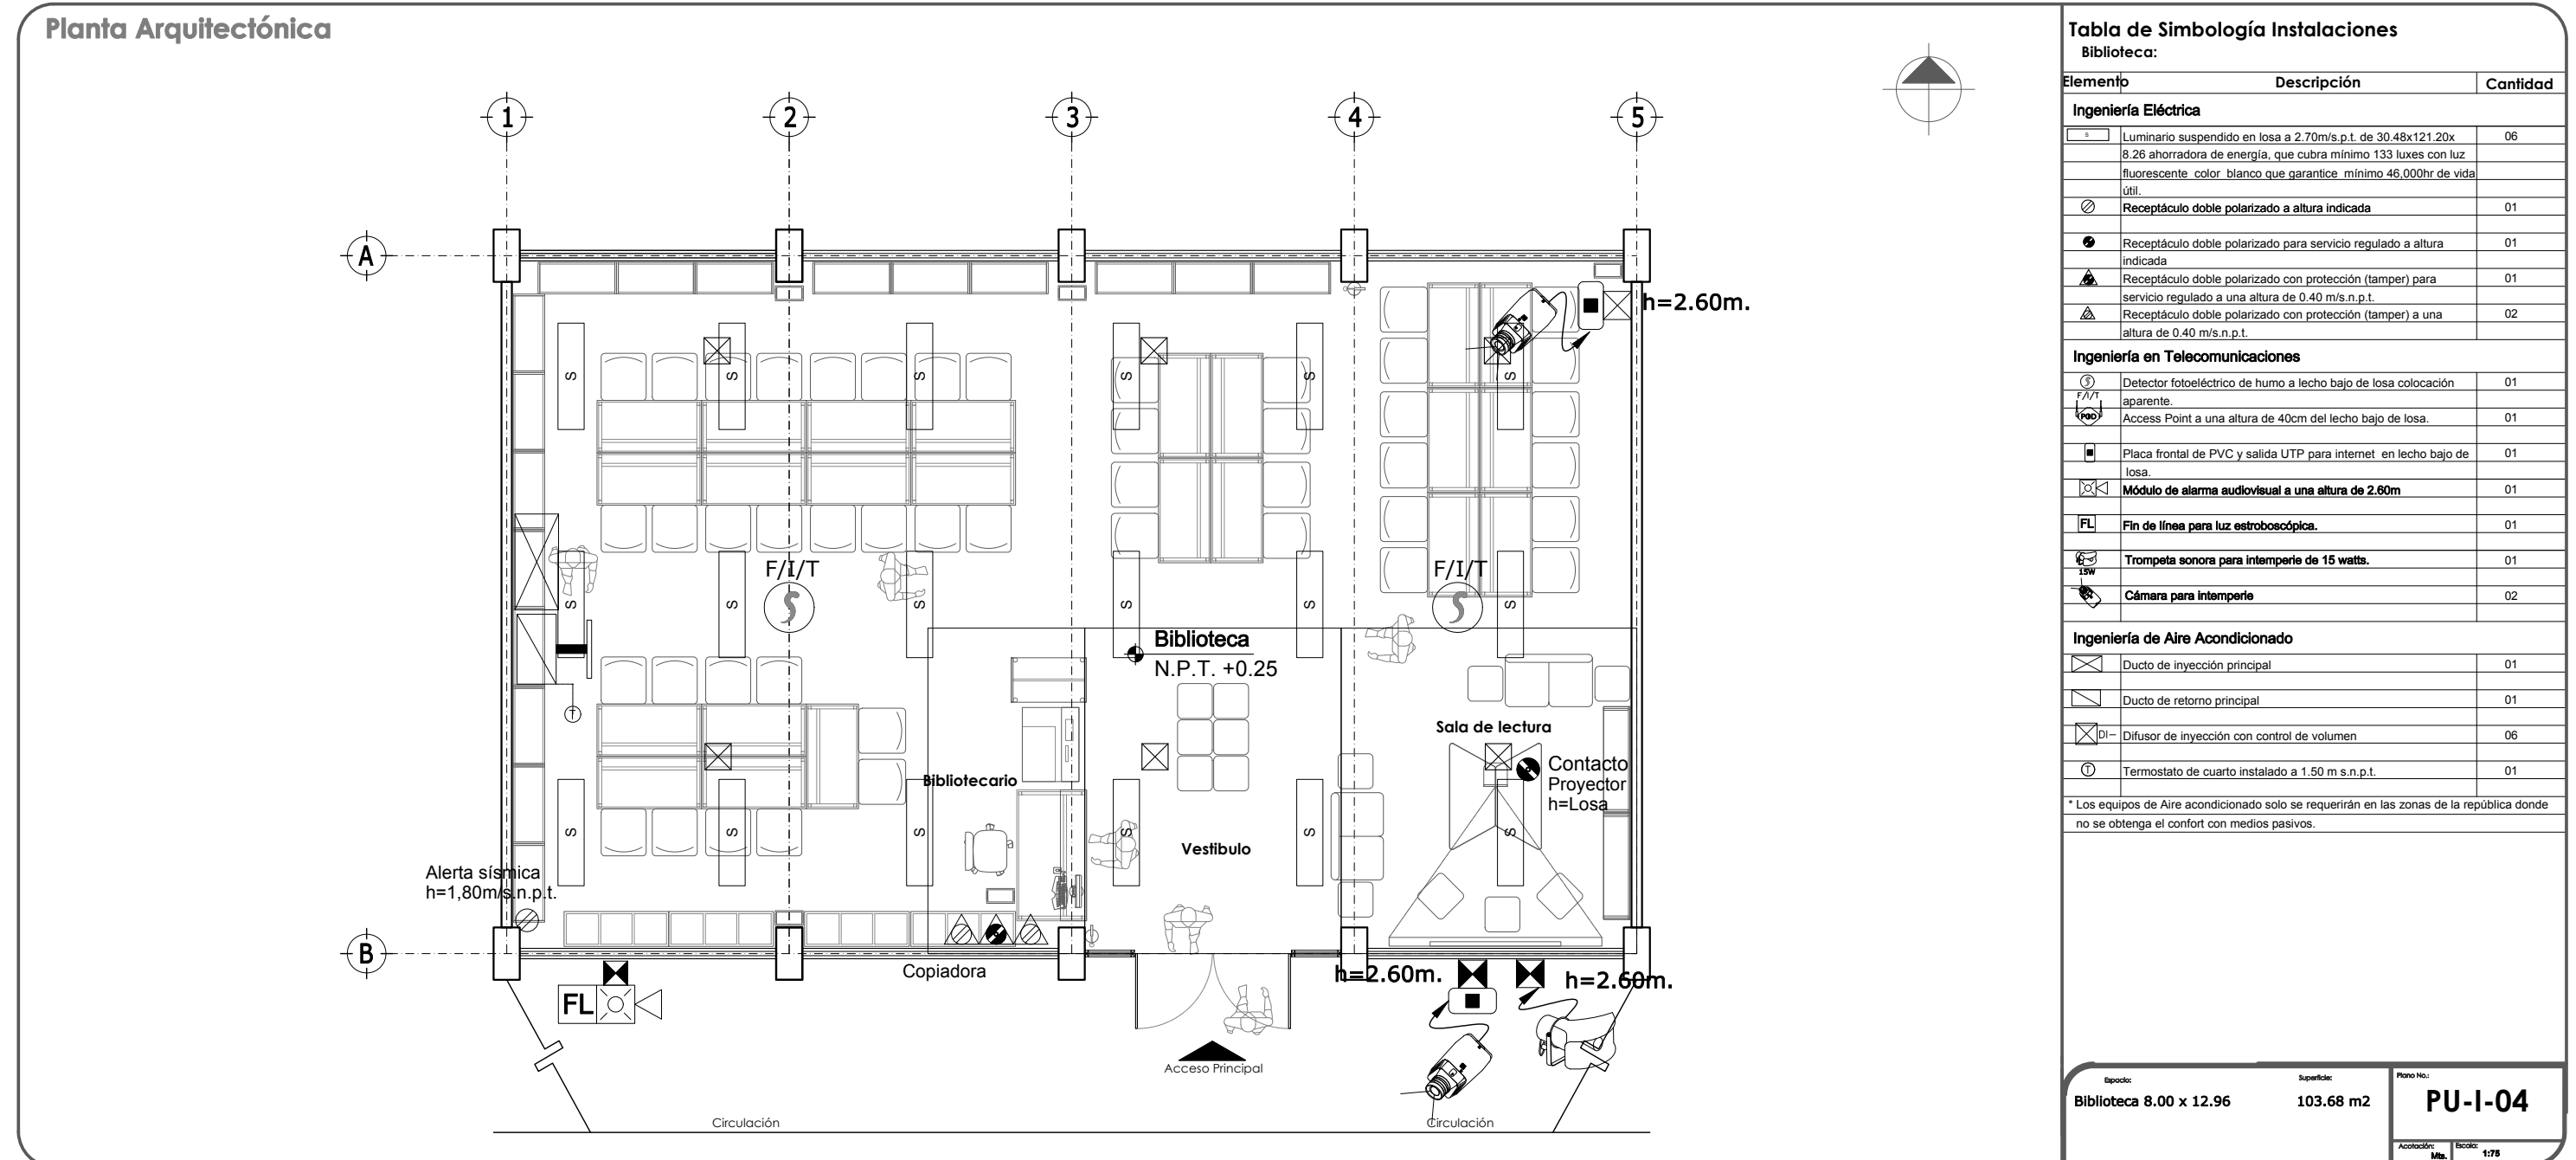 Planta Arquitectónica
1
2
3
4
5
A
B
h=2.60m.
S
S
S
S
S
S
F/I/T
F/I/T
S
S
S
S
S
S
Biblioteca
N.P.T. +0.25
T
Sala de lectura
Contacto
Proyector
h=Losa
Bibliotecario
S
S
S
S
S
S
Vestibulo
Alerta sísmica
h=1,80m/s.n.p.t.
Copiadora
h=2.60m.
h=2.60m.
FL
Acceso Principal
Circulación
Circulación
Tabla de Simbología Instalaciones
Biblioteca:
Elemento Descripción Cantidad
Ingeniería Eléctrica
S Luminario suspendido en losa a 2.70m/s.p.t. de 30.48x121.20x 06
8.26 ahorradora de energía, que cubra mínimo 133 luxes con luz
fluorescente color blanco que garantice mínimo 46,000hr de vida
útil.
Receptáculo doble polarizado a altura indicada 01
Receptáculo doble polarizado para servicio regulado a altura 01
indicada
Receptáculo doble polarizado con protección (tamper) para 01
servicio regulado a una altura de 0.40 m/s.n.p.t.
Receptáculo doble polarizado con protección (tamper) a una 02
altura de 0.40 m/s.n.p.t.
Ingeniería en Telecomunicaciones
Detector fotoeléctrico de humo a lecho bajo de losa colocación 01
F/I/T aparente.
Access Point a una altura de 40cm del lecho bajo de losa. 01
Placa frontal de PVC y salida UTP para internet en lecho bajo de 01
losa.
Módulo de alarma audiovisual a una altura de 2.60m 01
FL Fin de línea para luz estroboscópica. 01
Trompeta sonora para intemperie de 15 watts. 01
15W
Cámara para intemperie 02
Ingeniería de Aire Acondicionado
Ducto de inyección principal 01
Ducto de retorno principal 01
DI– Difusor de inyección con control de volumen 06
T Termostato de cuarto instalado a 1.50 m s.n.p.t. 01
* Los equipos de Aire acondicionado solo se requerirán en las zonas de la república donde
no se obtenga el confort con medios pasivos.
Espacio: Superficie: Plano No.:
Biblioteca 8.00 x 12.96 103.68 m2 PU-I-04
Acotación: Escala:
Mts. 1:75